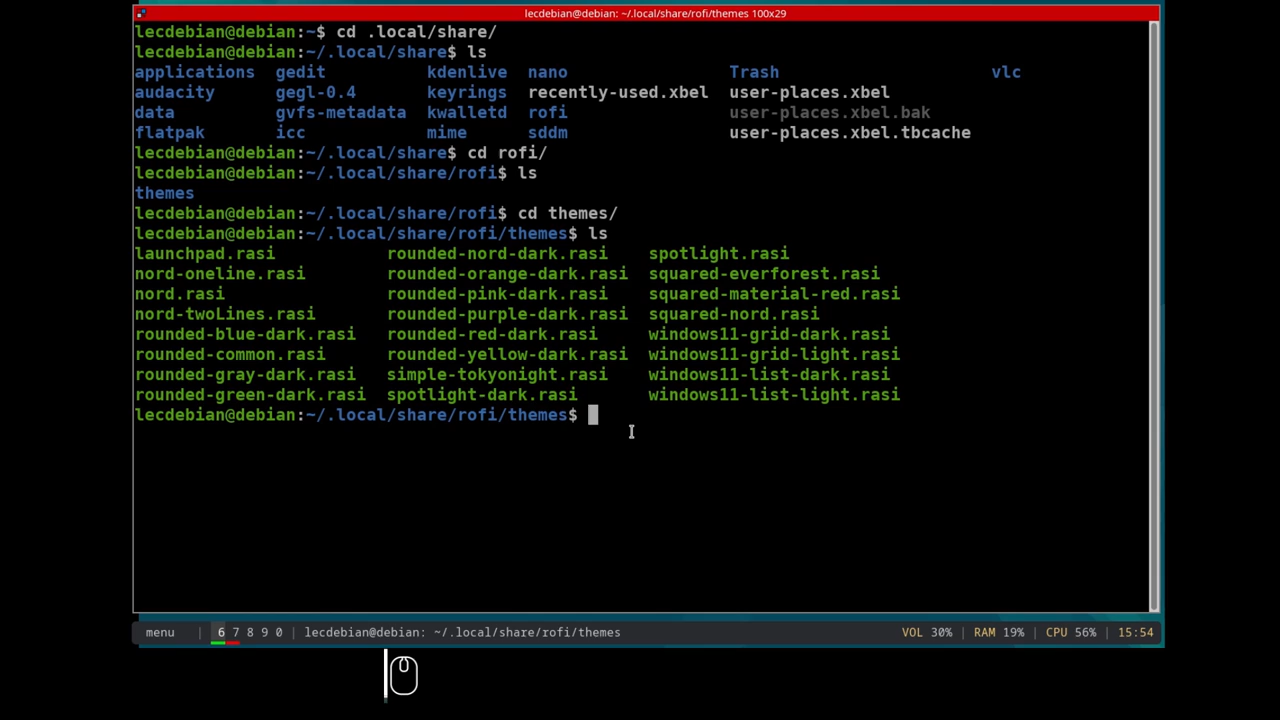 lecdebian@debian: ~/.local/share/rofi/themes 100x29
lecdebian@debian:~$ cd .local/share/
lecdebian@debian:~/.local/share$ ls
applications gedit kdenlive nano Trash vlc
audacity gegl-0.4 keyrings recently-used.xbel user-places.xbel
data gvfs-metadata kwalletd rofi user-places.xbel.bak
flatpak icc mime sddm user-places.xbel.tbcache
lecdebian@debian:~/.local/share$ cd rofi/
lecdebian@debian:~/.local/share/rofi$ ls
themes
lecdebian@debian:~/.local/share/rofi$ cd themes/
lecdebian@debian:~/.local/share/rofi/themes$ ls
launchpad.rasi rounded-nord-dark.rasi spotlight.rasi
nord-oneline.rasi rounded-orange-dark.rasi squared-everforest.rasi
nord.rasi rounded-pink-dark.rasi squared-material-red.rasi
nord-twoLines.rasi rounded-purple-dark.rasi squared-nord.rasi
rounded-blue-dark.rasi rounded-red-dark.rasi windows11-grid-dark.rasi
rounded-common.rasi rounded-yellow-dark.rasi windows11-grid-light.rasi
rounded-gray-dark.rasi simple-tokyonight.rasi windows11-list-dark.rasi
rounded-green-dark.rasi spotlight-dark.rasi windows11-list-light.rasi
lecdebian@debian:~/.local/share/rofi/themes$
menu | 6 7 8 9 0 | lecdebian@debian: ~/.local/share/rofi/themes VOL 30% | RAM 19% | CPU 56% | 15:54